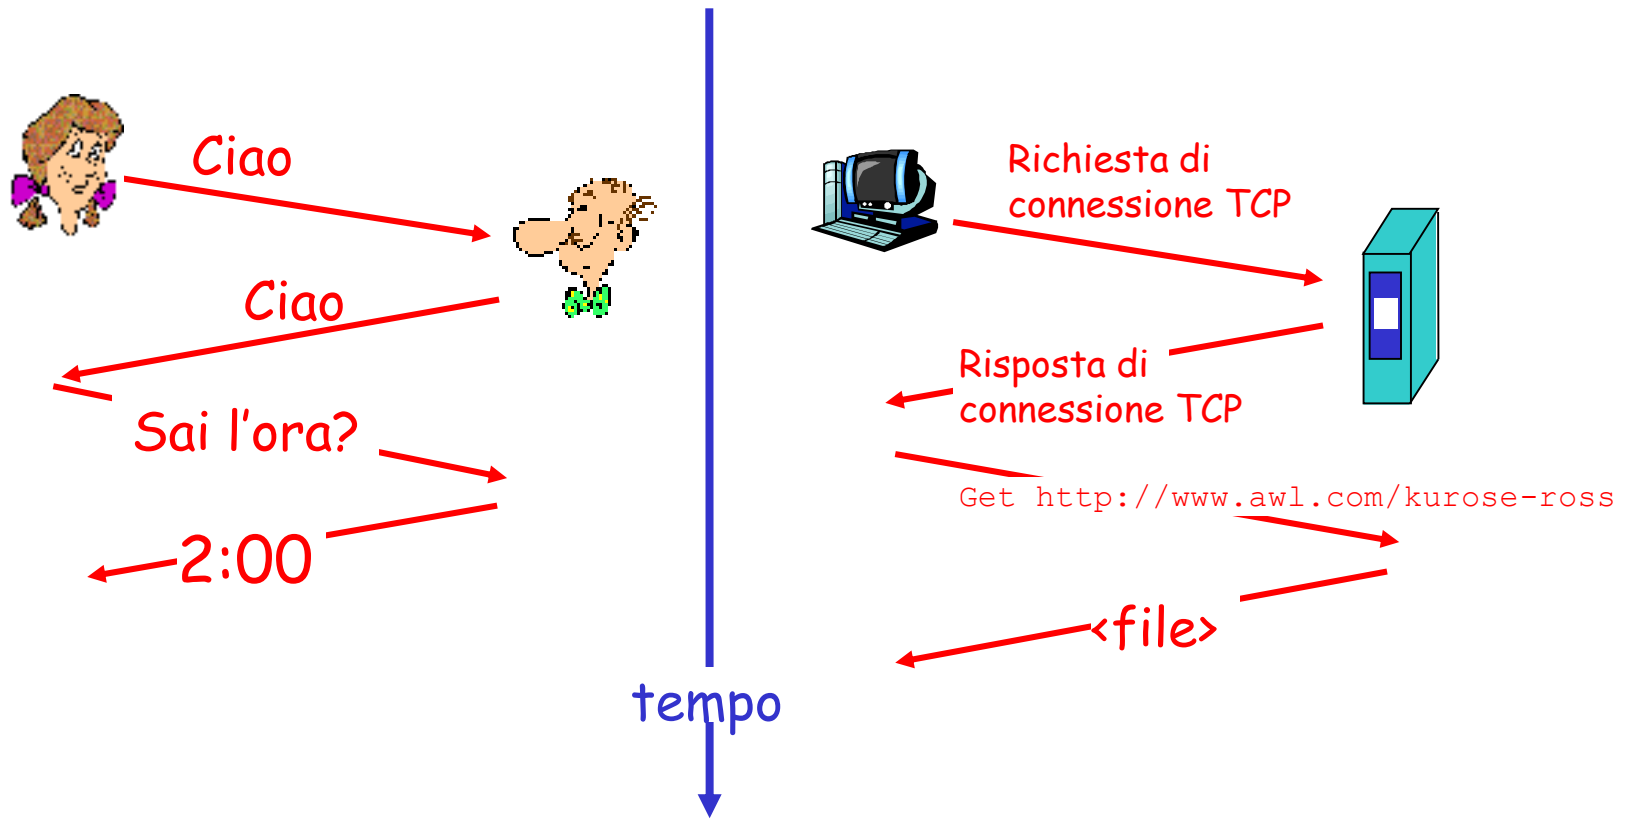 Ciao
Ciao
Sai l'ora?
2:00
tempo
Richiesta di
connessione TCP
Risposta di
connessione TCP
Get http://www.awl.com/kurose-ross
<file>